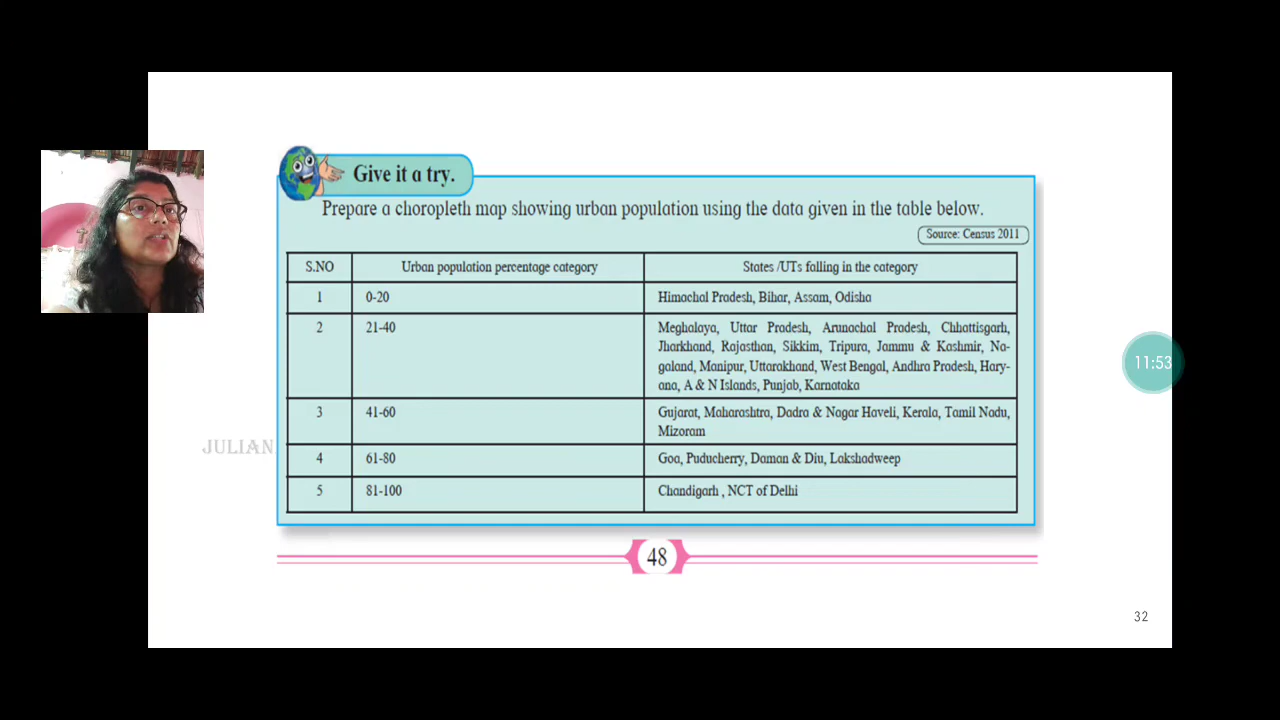 Give it a try.
Prepare a choropleth map showing urban population using the data given in the table below.
Source: Census 2011
S.NO Urban population percentage category States /UTs falling in the category
1 0-20 Himachal Pradesh, Bihar, Assam, Odisha
2 21-40 Meghalaya, Uttar Pradesh, Arunachal Pradesh, Chhattisgarh,
Jharkhand, Rajasthan, Sikkim, Tripura, Jammu & Kashmir, Na-
galand, Manipur, Uttarakhand, West Bengal, Andhra Pradesh, Hary-
ana, A & N Islands, Punjab, Karnataka
3 41-60 Gujarat, Maharashtra, Dadra & Nagar Haveli, Kerala, Tamil Nadu,
Mizoram
4 61-80 Goa, Puducherry, Daman & Diu, Lakshadweep
5 81-100 Chandigarh , NCT of Delhi
JULIAN
48
32
11:53